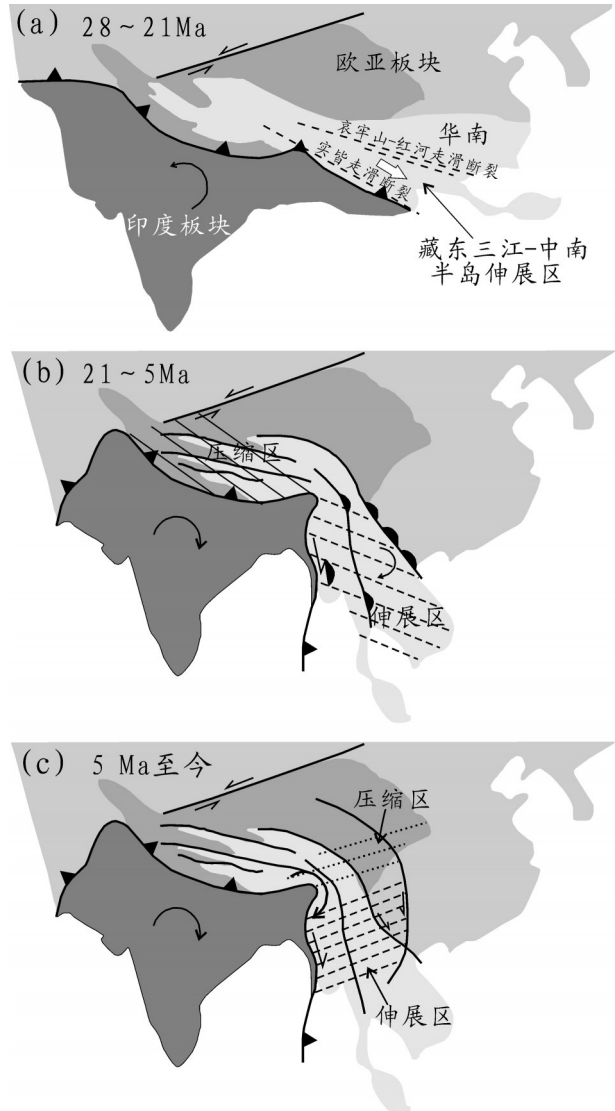 (a) 28~21Ma
欧亚板块
华南
哀牢山-红河走滑断裂
实皆走滑断裂
印度板块
藏东三江-中南
半岛伸展区
(b) 21~5Ma
压缩区
伸展区
(c) 5 Ma至今
压缩区
伸展区